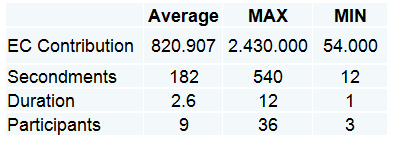 Average MAX MIN
EC Contribution 820.907 2.430.000 54.000
Secondments 182 540 12
Duration 2.6 12 1
Participants 9 36 3